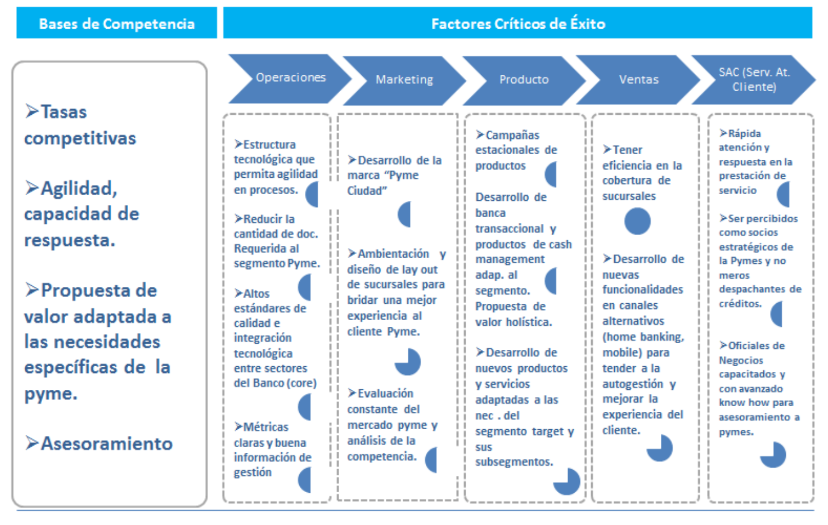 Bases de Competencia
Factores Críticos de Éxito
➢Tasas
competitivas
➢Agilidad,
capacidad de
respuesta.
➢Propuesta de
valor adaptada a
las necesidades
específicas de la
pyme.
➢Asesoramiento
Operaciones
➢Estructura
tecnológica que
permita agilidad
en procesos.
➢Reducir la
cantidad de doc.
Requerida al
segmento Pyme.
➢Altos
estándares de
calidad e
integración
tecnológica
entre sectores
del Banco (core)
➢Métricas
claras y buena
información de
gestión
Marketing
➢Desarrollo de la
marca “Pyme
Ciudad”
➢Ambientación y
diseño de lay out
de sucursales para
bridar una mejor
experiencia al
cliente Pyme.
➢Evaluación
constante del
mercado pyme y
análisis de la
competencia.
Producto
➢Campañas
estacionales de
productos
Desarrollo de
banca
transaccional y
productos de cash
management
adap. al
segmento.
Propuesta de
valor holística.
➢Desarrollo de
nuevos productos
y servicios
adaptadas a las
nec . del
segmento target y
sus
subsegmentos.
Ventas
➢Tener
eficiencia en la
cobertura de
sucursales
➢Desarrollo de
nuevas
funcionalidades
en canales
alternativos
(home banking,
mobile) para
tender a la
autogestión y
mejorar la
experiencia del
cliente.
SAC (Serv. At.
Cliente)
➢Rápida
atención y
respuesta en la
prestación de
servicio
➢Ser percibidos
como socios
estratégicos de
la Pymes y no
meros
despachantes de
créditos.
➢Oficiales de
Negocios
capacitados y
con avanzado
know how para
asesoramiento a
pymes.